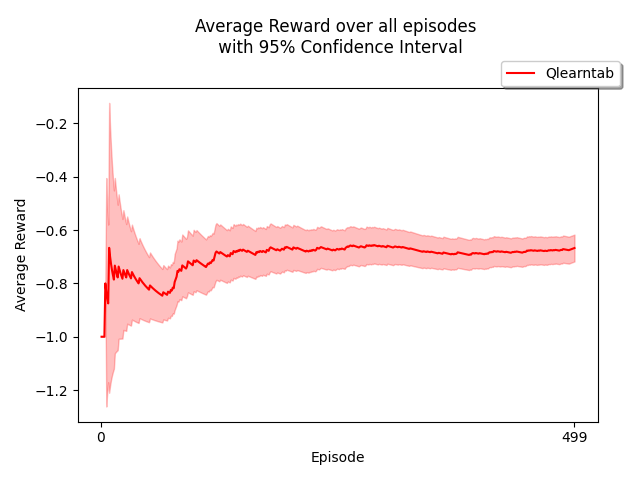 Average Reward over all episodes
with 95% Confidence Interval
Qlearntab
−0.2
−0.4
−0.6
−0.8
−1.0
−1.2
Average Reward
0
499
Episode